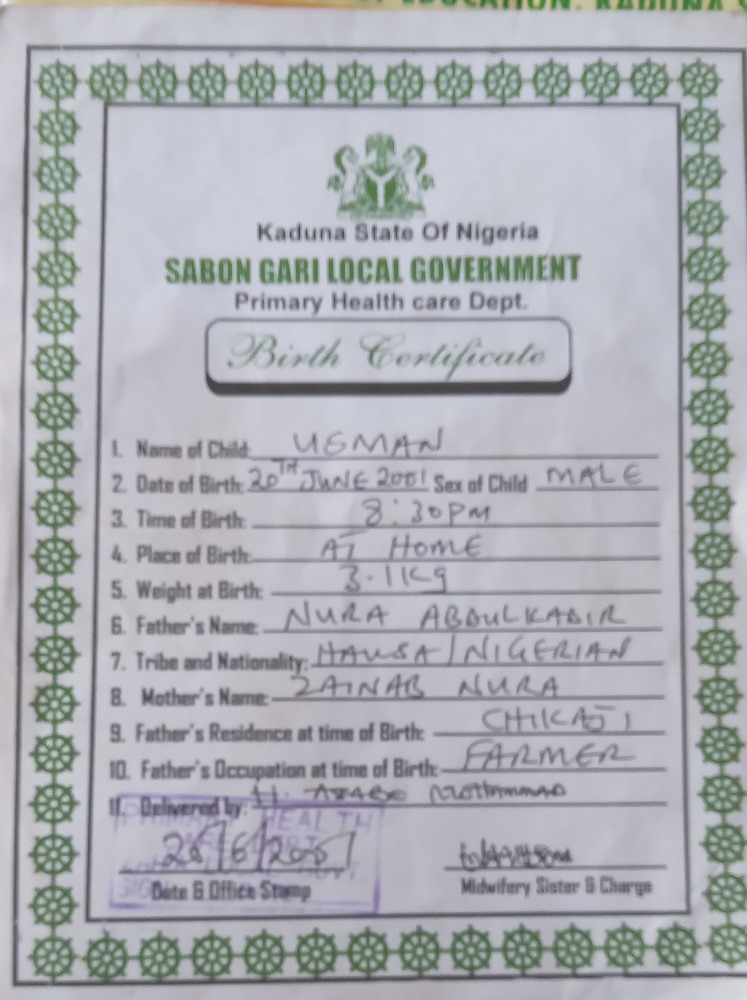 EDUCATION, KADUNA
Kaduna State Of Nigeria
SABON GARI LOCAL GOVERNMENT
Primary Health care Dept.
Birth Certificate
1. Name of Child: USMAN
2. Date of Birth: 20TH JUNE 2001 Sex of Child MALE
3. Time of Birth: 8:30PM
4. Place of Birth: AT HOME
5. Weight at Birth: 3.1Kg
6. Father's Name: NURA ABDULKADIR
7. Tribe and Nationality: HAUSA/NIGERIAN
8. Mother's Name: ZAINAB NURA
9. Father's Residence at time of Birth: CHIKAJI
10. Father's Occupation at time of Birth: FARMER
11. Delivered by: H. MOHAMMAD
HEALTH
Date & Office Stamp
Midwifery Sister & Charge